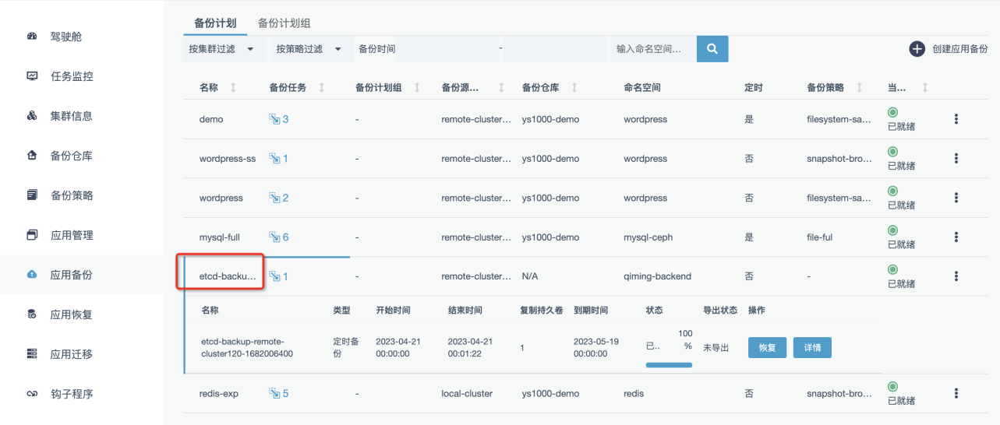 驾驶舱
任务监控
集群信息
备份仓库
备份策略
应用管理
应用备份
应用恢复
应用迁移
钩子程序
备份计划 备份计划组
按集群过滤 按策略过滤 备份时间 - 输入命名空间... 创建应用备份
名称 备份任务 备份计划组 备份源... 备份仓库 命名空间 定时 备份策略 当...
demo 3 - remote-cluster... ys1000-demo wordpress 是 filesystem-sa... 已就绪
wordpress-ss 1 - remote-cluster... ys1000-demo wordpress 否 snapshot-bro... 已就绪
wordpress 2 - remote-cluster... ys1000-demo wordpress 否 filesystem-sa... 已就绪
mysql-full 6 - remote-cluster... ys1000-demo mysql-ceph 是 file-ful 已就绪
etcd-backu... 1 - remote-cluster... N/A qiming-backend 否 - 已就绪
名称 类型 开始时间 结束时间 复制持久卷 到期时间 状态 导出状态 操作
etcd-backup-remote- 定时备 2023-04-21 2023-04-21 1 2023-05-19 已.. 100 未导出 恢复 详情
cluster120-1682006400 份 00:00:00 00:01:22 00:00:00 %
redis-exp 5 - local-cluster ys1000-demo redis 否 snapshot-bro... 已就绪